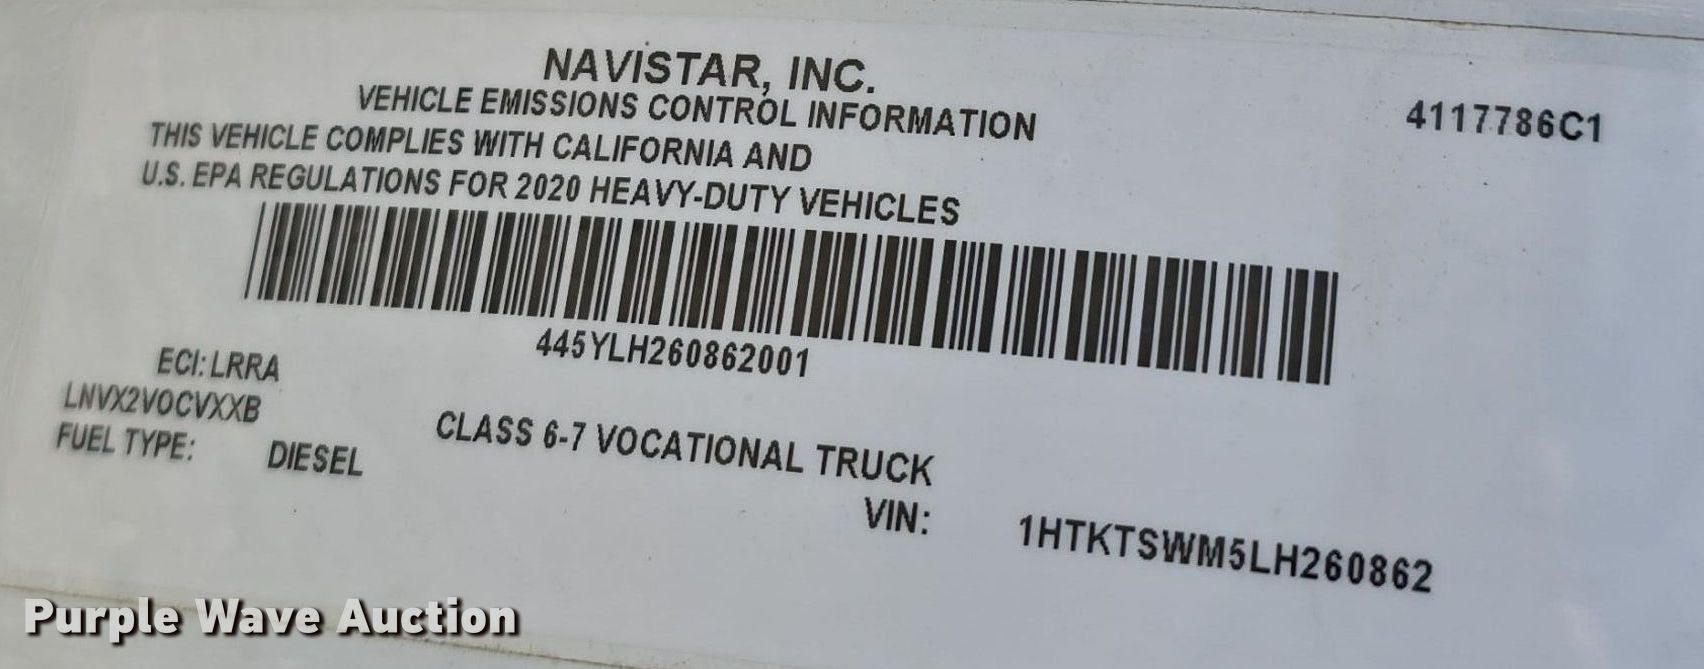 NAVISTAR, INC.
VEHICLE EMISSIONS CONTROL INFORMATION
4117786C1
THIS VEHICLE COMPLIES WITH CALIFORNIA AND
U.S. EPA REGULATIONS FOR 2020 HEAVY-DUTY VEHICLES
445YLH260862001
ECI: LRRA
LNVX2VOCVXXB
FUEL TYPE: DIESEL
CLASS 6-7 VOCATIONAL TRUCK
VIN: 1HTKTSWM5LH260862
Purple Wave Auction